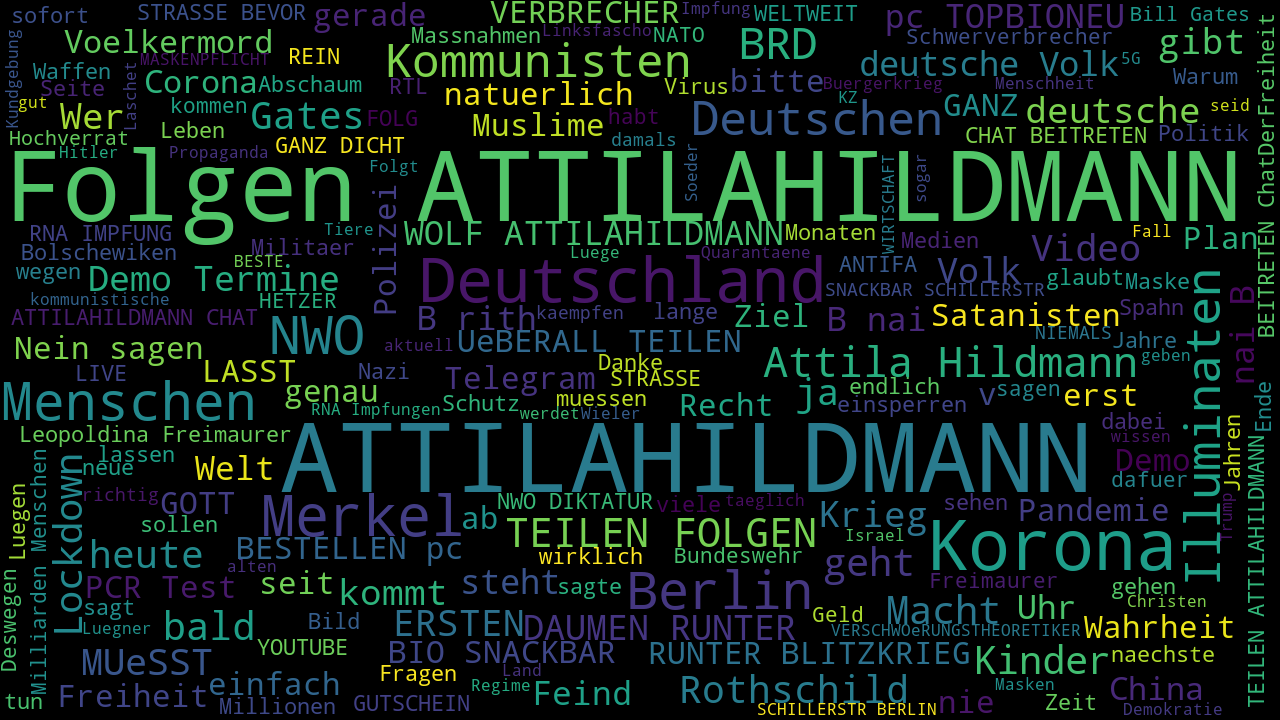 sofort
STRASSE BEVOR
gerade
VERBRECHER
Impfung
WELTWEIT
pc TOPBIONEU
Bill Gates
Voelkermord
Massnahmen
Linksfascho
NATO
BRD
Schwerverbrecher
gibt
Kundgebung
MASKENPFLICHT
REIN
Kommunisten
deutsche Volk
5G
Waffen
Seite
Corona
Abschaum
RTL
natuerlich
Virus
bitte
Buergerkrieg
Menschheit
Warum
gut
Laschet
kommen
Wer
Gates
FOLG
Muslime
habt
Deutschen
KZ
GANZ
deutsche
seid
ChatDerFreiheit
Hochverrat
Leben
damals
CHAT BEITRETEN
Politik
Hitler
Propaganda
GANZ DICHT
Folgt
Soeder
WIRTSCHAFT
sogar
Folgen
ATTILAHILDMANN
Polizei
RNA IMPFUNG
Tiere
WOLF ATTILAHILDMANN
Monaten
Medien
Video
Fall
Plan
BEITRETEN
Bolschewiken
Militaer
BESTE
Luege
Quarantaene
ANTIFA
Volk
glaubt
Maske
wegen
Demo Termine
Deutschland
SNACKBAR SCHILLERSTR
kommunistische
HETZER
Spahn
ATTILAHILDMANN CHAT
NWO
B rith
kaempfen
lange
Ziel
B nai
Satanisten
nai B
Nein sagen
aktuell
UeBERALL TEILEN
NIEMALS
Jahre
LIVE
LASST
Nazi
Danke
Attila Hildmann
geben
Telegram
STRASSE
Menschen
genau
muessen
endlich
ja
v
sagen
erst
Illuminaten
Ende
RNA Impfungen
Schutz
werdet
Wieler
Recht
einsperren
dabei
Leopoldina Freimaurer
ATTILAHILDMANN
wissen
Jahren
lassen
neue
Welt
Demo
dafuer
Luegen
Milliarden Menschen
Lockdown
richtig
GOTT
Merkel
ab
NWO DIKTATUR
viele
taeglich
Krieg
sehen
Pandemie
Trump
TEILEN ATTILAHILDMANN
sollen
TEILEN FOLGEN
Israel
Korona
heute
BESTELLEN pc
wirklich
Bundeswehr
geht
Deswegen
alten
PCR Test
seit
kommt
steht
sagte
Berlin
Freimaurer
gehen
Christen
sagt
Luegner
bald
Bild
ERSTEN
DAUMEN RUNTER
Geld
Macht
Uhr
VERSCHWOeRUNGSTHEORETIKER
Wahrheit
YOUTUBE
BIO SNACKBAR
RUNTER BLITZKRIEG
Kinder
naechste
MUeSST
Fragen
Land
einfach
Regime
Feind
Rothschild
Masken
China
tun
Freiheit
Millionen
GUTSCHEIN
SCHILLERSTR BERLIN
nie
Zeit
Demokratie